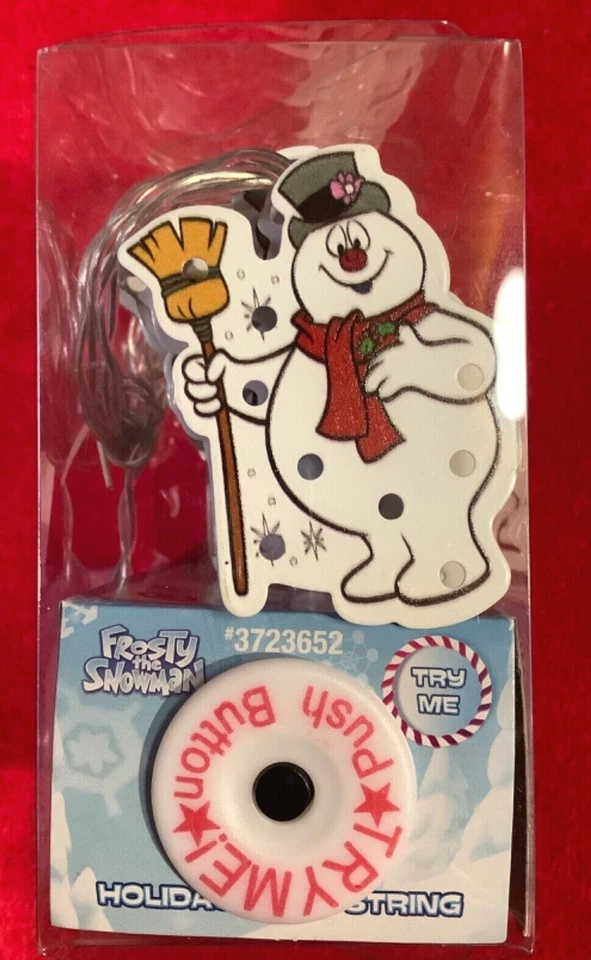 FROSTY
the
SNOWMAN
#3723652
TRY
ME
★TRY ME!★
Push Button
HOLIDA
STRING